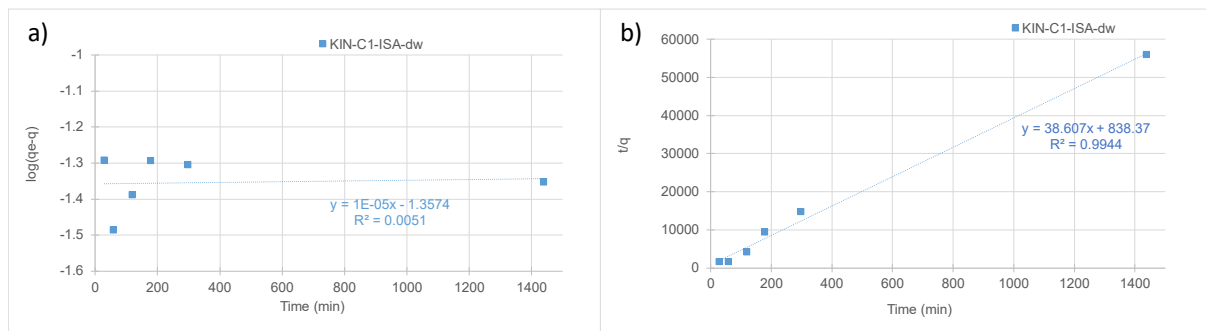 a)
KIN-C1-ISA-dw
-1
-1.1
-1.2
-1.3
-1.4
-1.5
-1.6
log(qe-q)
y = 1E-05x - 1.3574
R² = 0.0051
0 200 400 600 800 1000 1200 1400
Time (min)
b)
KIN-C1-ISA-dw
60000
50000
40000
30000
20000
10000
0
t/q
y = 38.607x + 838.37
R² = 0.9944
0 200 400 600 800 1000 1200 1400
Time (min)